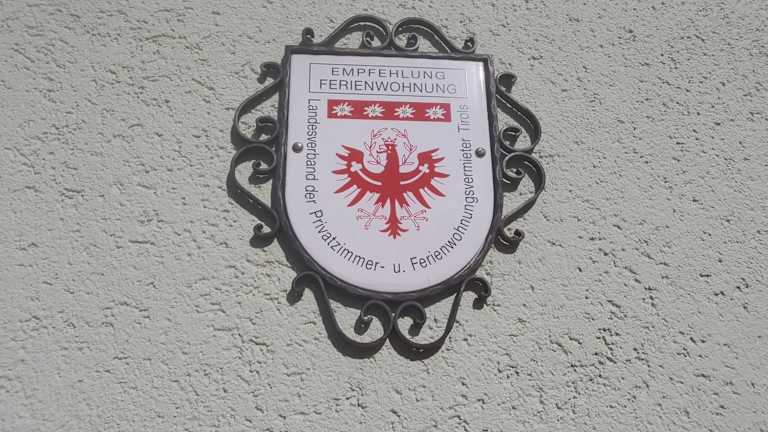 EMPFEHLUNG
FERIENWOHNUNG
Landesverband der Privatzimmer- u. Ferienwohnungsvermieter Tirols